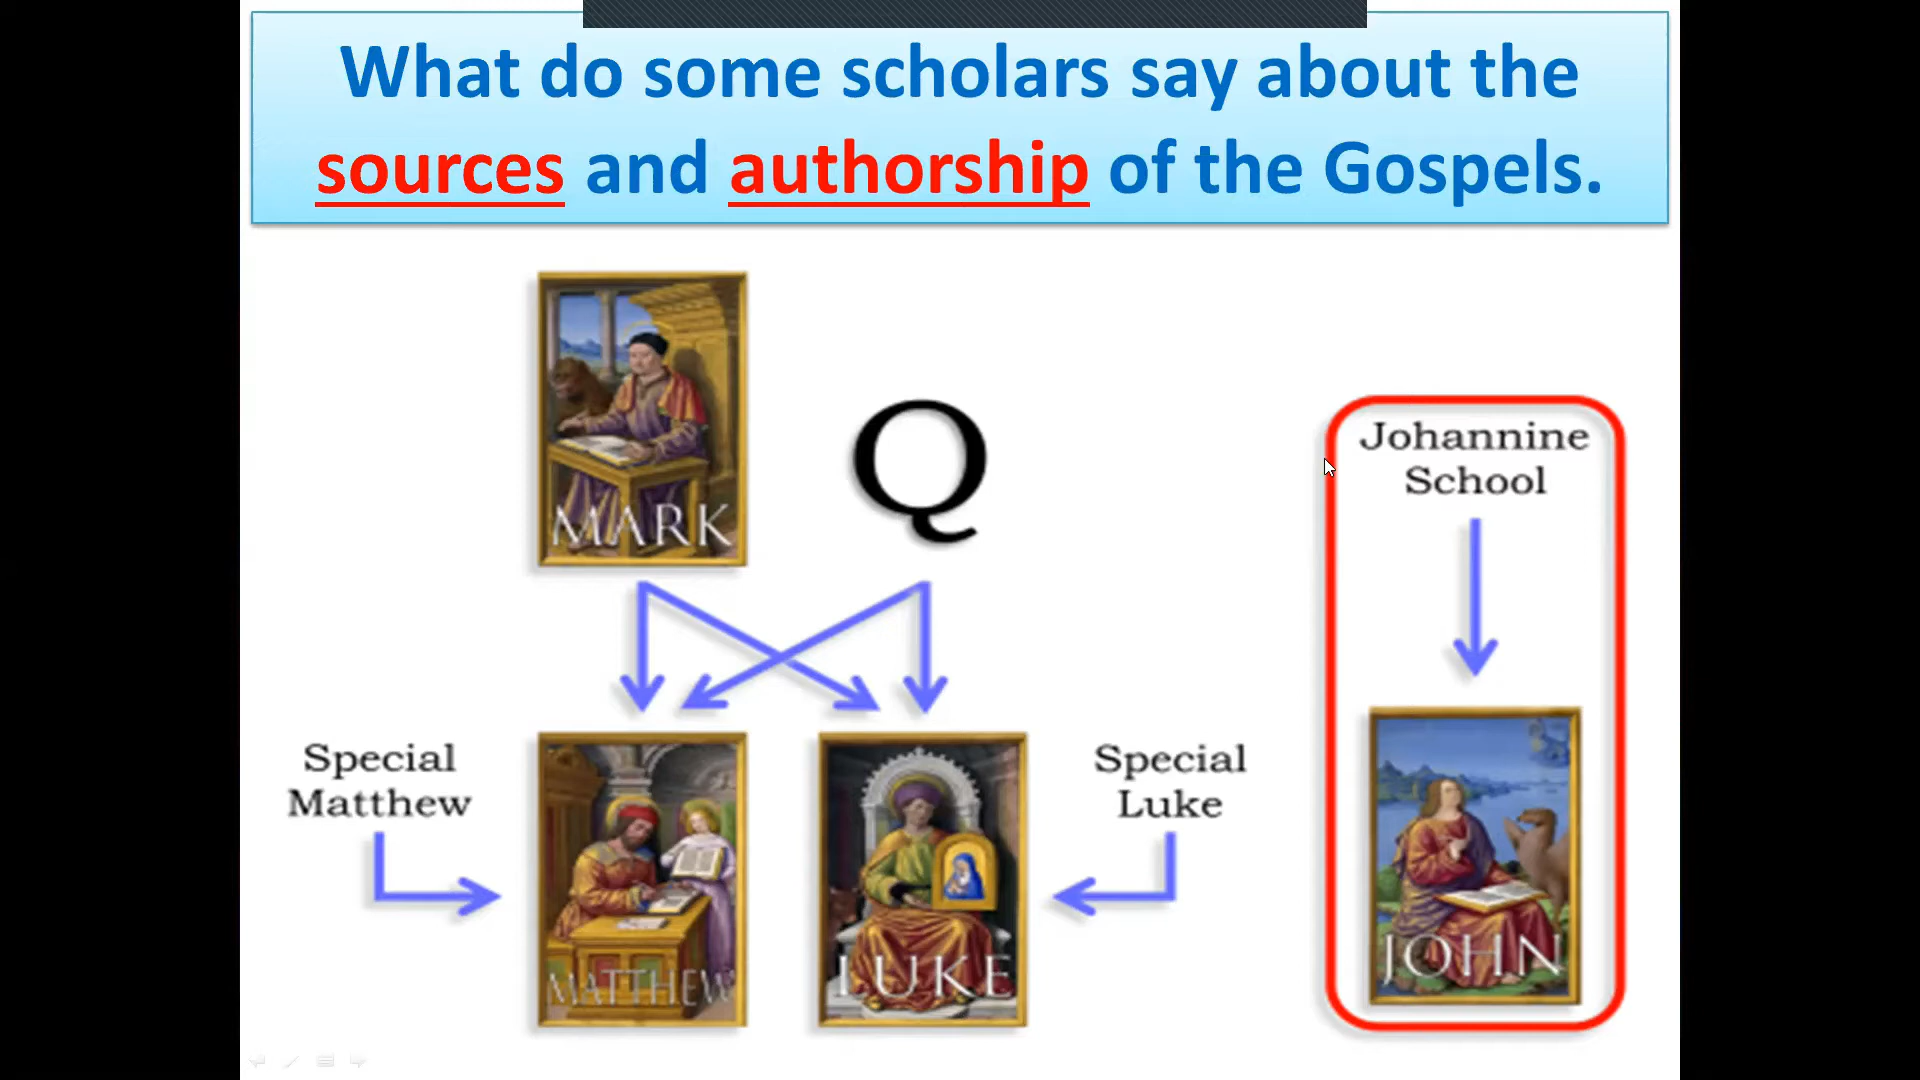 What do some scholars say about the
sources and authorship of the Gospels.
MARK
Q
Johannine
School
Special
Matthew
MATTHEW
LUKE
Special
Luke
JOHN